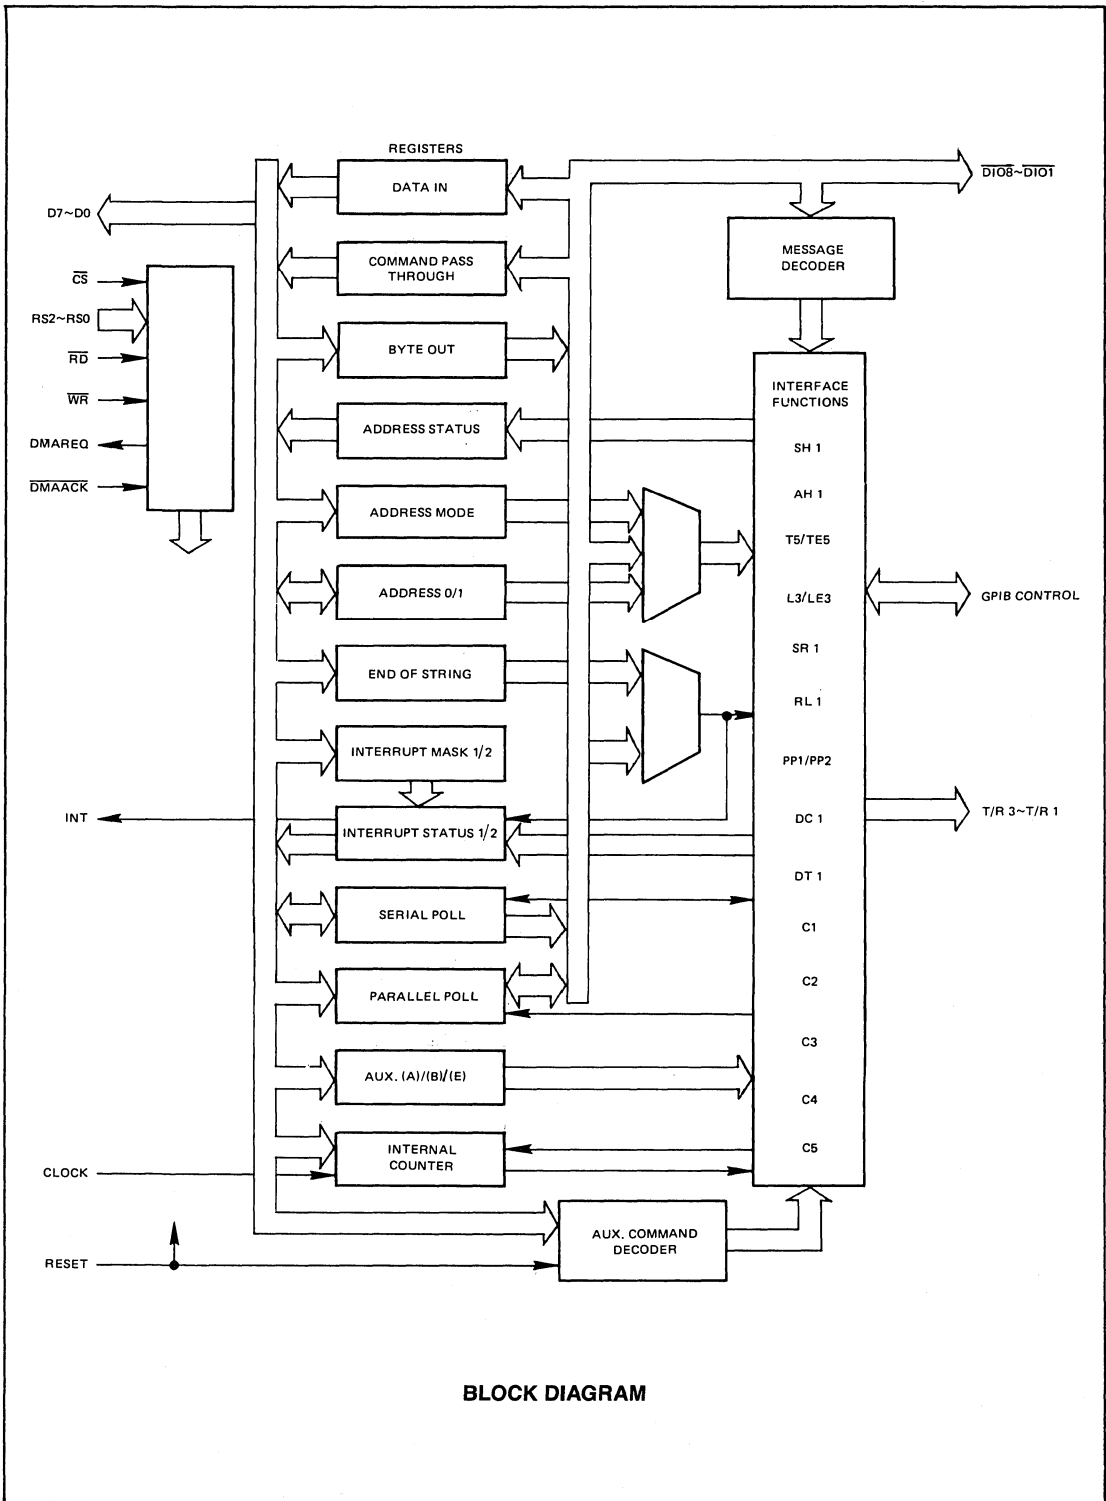 REGISTERS
DATA IN
DIO8~DIO1
D7~D0
COMMAND PASS
THROUGH
MESSAGE
DECODER
CS
RS2~RS0
RD
WR
DMAREQ
DMAACK
BYTE OUT
ADDRESS STATUS
ADDRESS MODE
ADDRESS 0/1
END OF STRING
INTERRUPT MASK 1/2
INT
INTERRUPT STATUS 1/2
SERIAL POLL
PARALLEL POLL
AUX. (A)/(B)/(E)
INTERNAL
COUNTER
CLOCK
RESET
AUX. COMMAND
DECODER
INTERFACE
FUNCTIONS
SH 1
AH 1
T5/TE5
L3/LE3
SR 1
RL 1
PP1/PP2
DC 1
DT 1
C1
C2
C3
C4
C5
GPIB CONTROL
T/R 3~T/R 1
BLOCK DIAGRAM